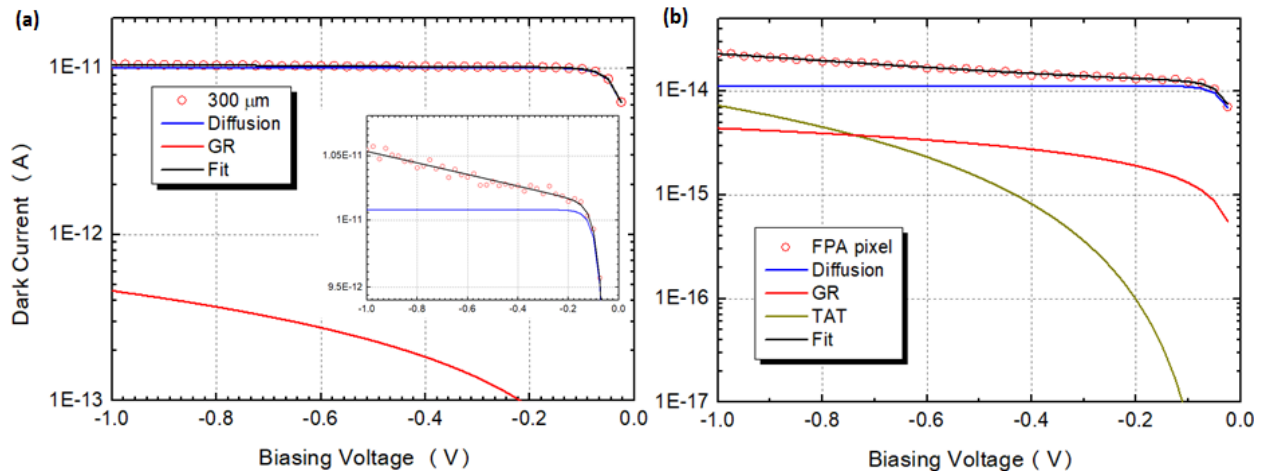 (a)
1E-11
1E-12
1E-13
Dark Current (A)
300 μm
Diffusion
GR
Fit
1.05E-11
1E-11
9.5E-12
-1.0 -0.8 -0.6 -0.4 -0.2 0.0
-1.0 -0.8 -0.6 -0.4 -0.2 0.0
Biasing Voltage (V)
(b)
1E-14
1E-15
1E-16
1E-17
FPA pixel
Diffusion
GR
TAT
Fit
-1.0 -0.8 -0.6 -0.4 -0.2 0.0
Biasing Voltage (V)